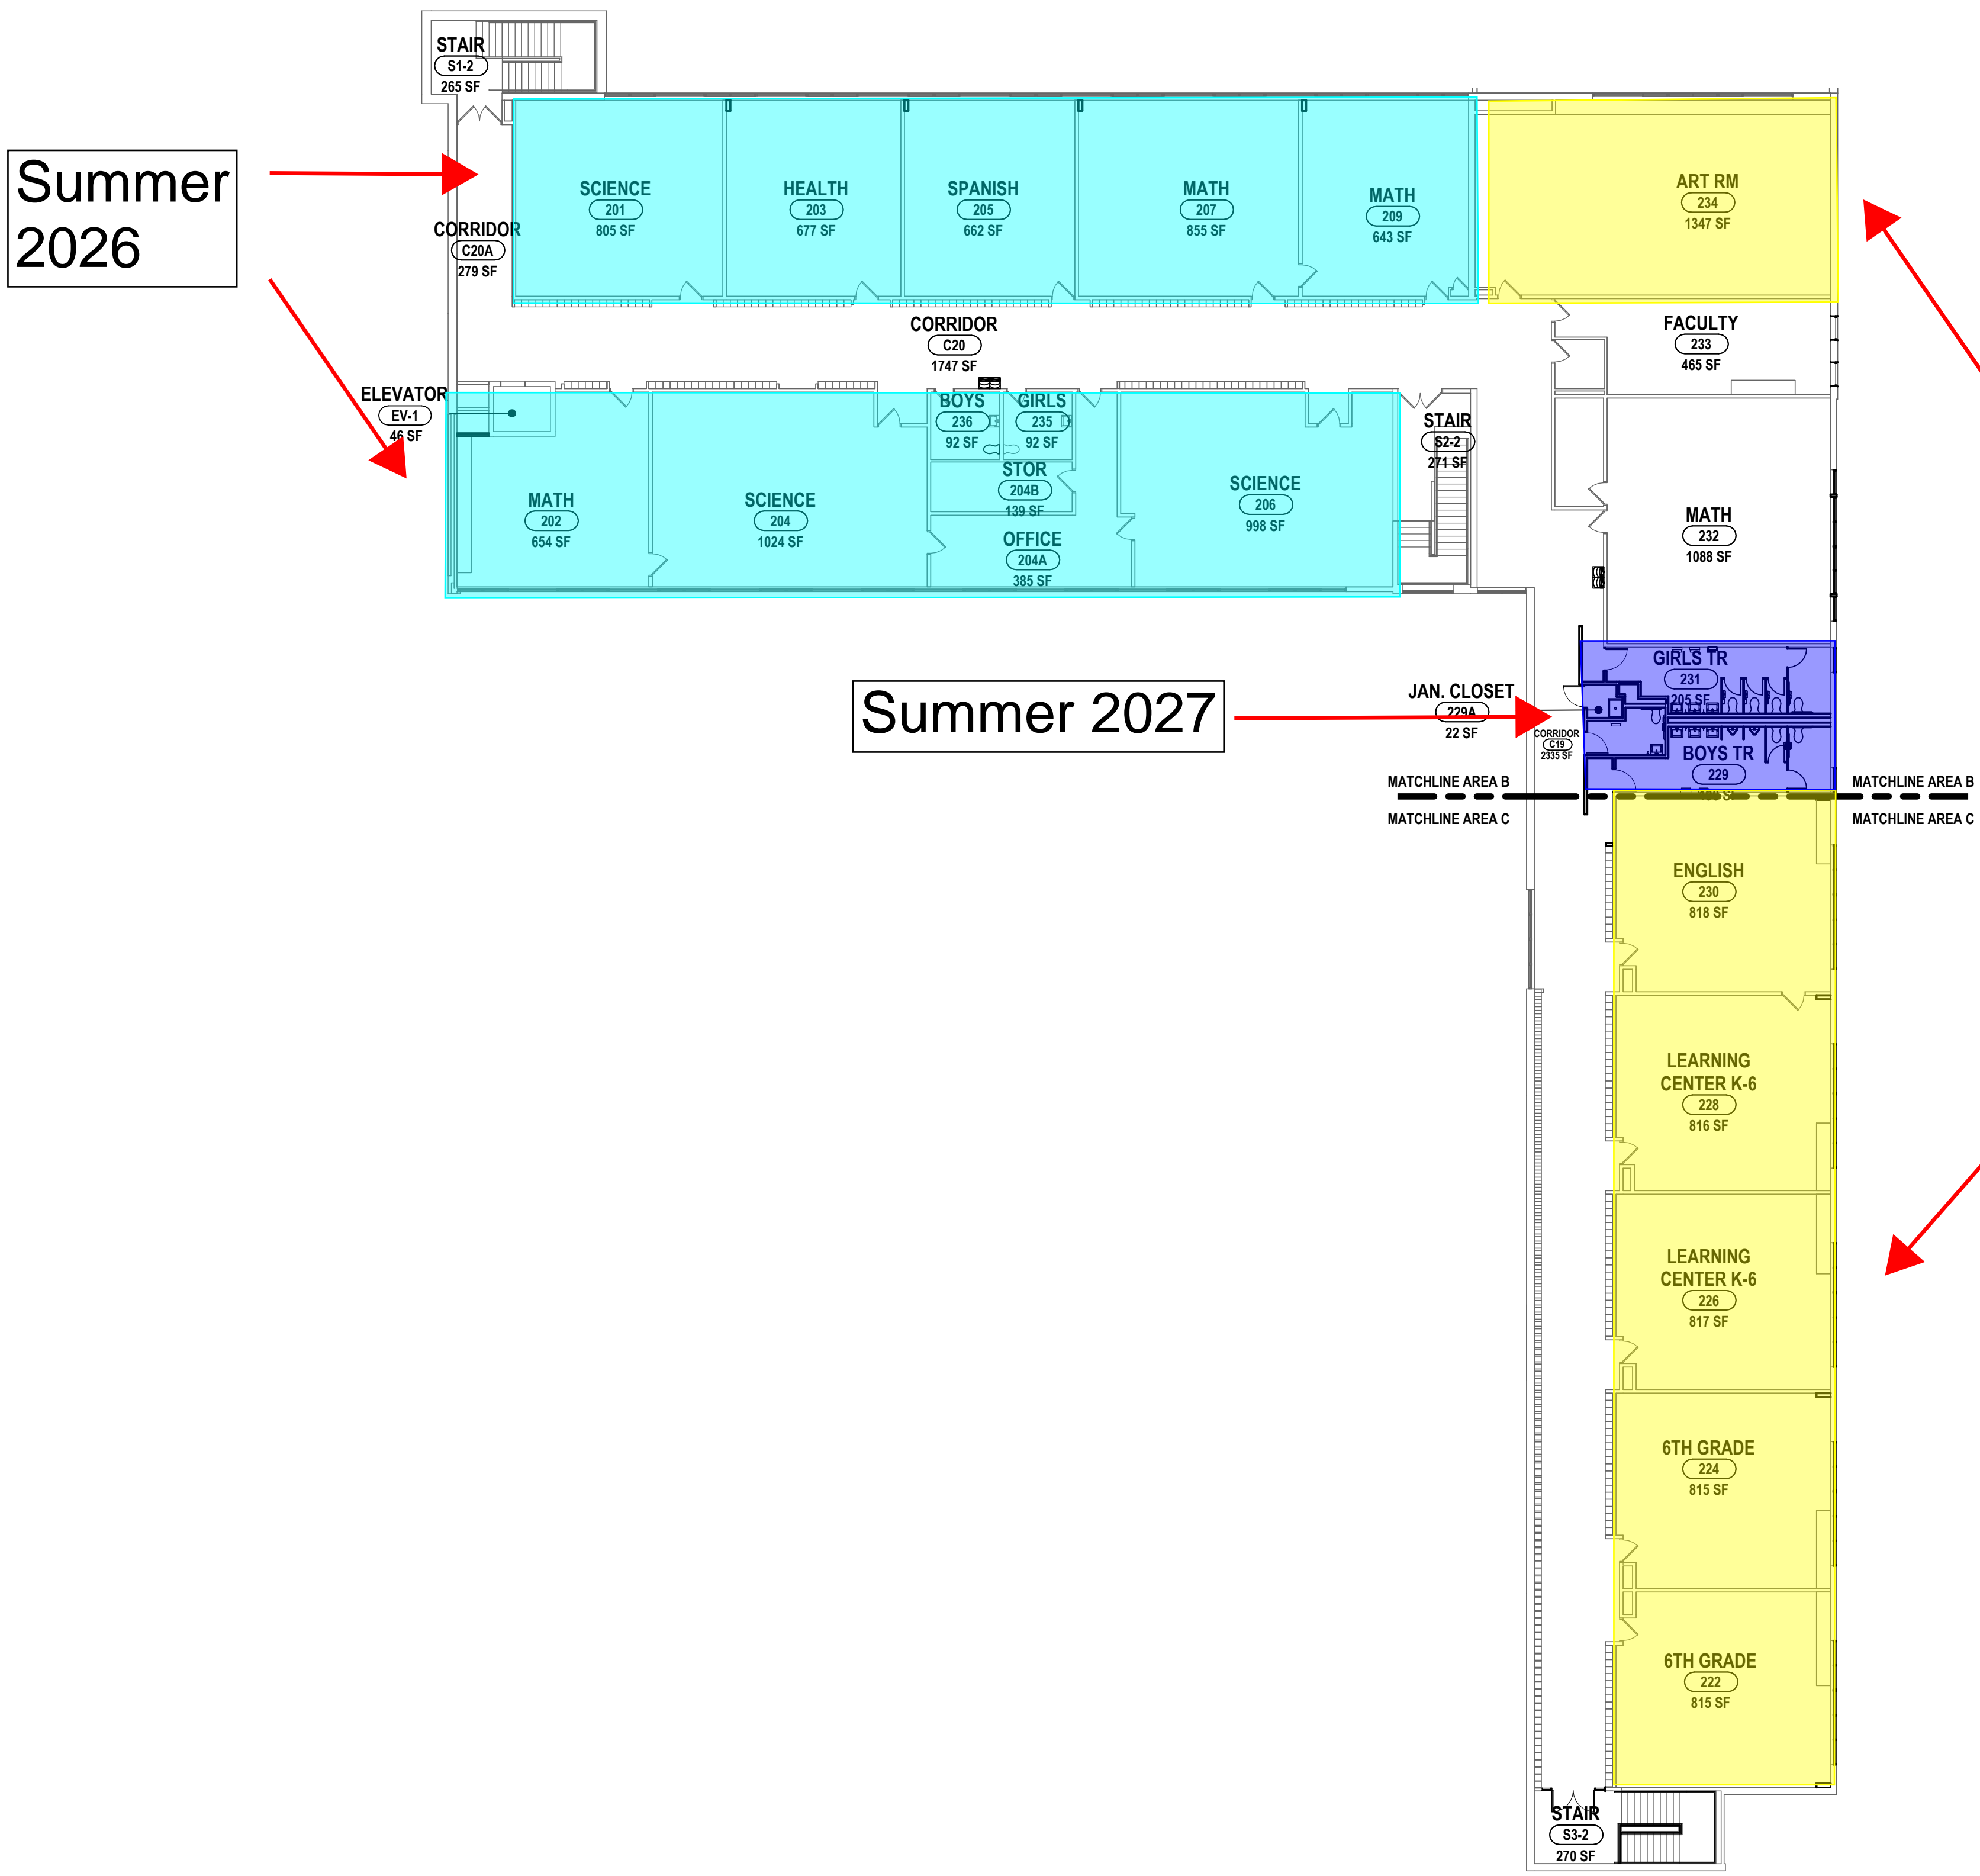 STAIR
S1-2
265 SF
Summer
2026
SCIENCE
201
805 SF
HEALTH
203
677 SF
SPANISH
205
662 SF
MATH
207
855 SF
MATH
209
643 SF
ART RM
234
1347 SF
CORRIDOR
C20A
279 SF
CORRIDOR
C20
1747 SF
FACULTY
233
465 SF
ELEVATOR
EV-1
46 SF
BOYS
236
92 SF
GIRLS
235
92 SF
STAIR
S2-2
271 SF
STOR
204B
139 SF
MATH
202
654 SF
SCIENCE
204
1024 SF
OFFICE
204A
385 SF
SCIENCE
206
998 SF
MATH
232
1088 SF
GIRLS TR
231
205 SF
Summer 2027
JAN. CLOSET
229A
22 SF
CORRIDOR
C19
2335 SF
BOYS TR
229
MATCHLINE AREA B
MATCHLINE AREA B
MATCHLINE AREA C
MATCHLINE AREA C
ENGLISH
230
818 SF
LEARNING
CENTER K-6
228
816 SF
LEARNING
CENTER K-6
226
817 SF
6TH GRADE
224
815 SF
6TH GRADE
222
815 SF
STAIR
S3-2
270 SF